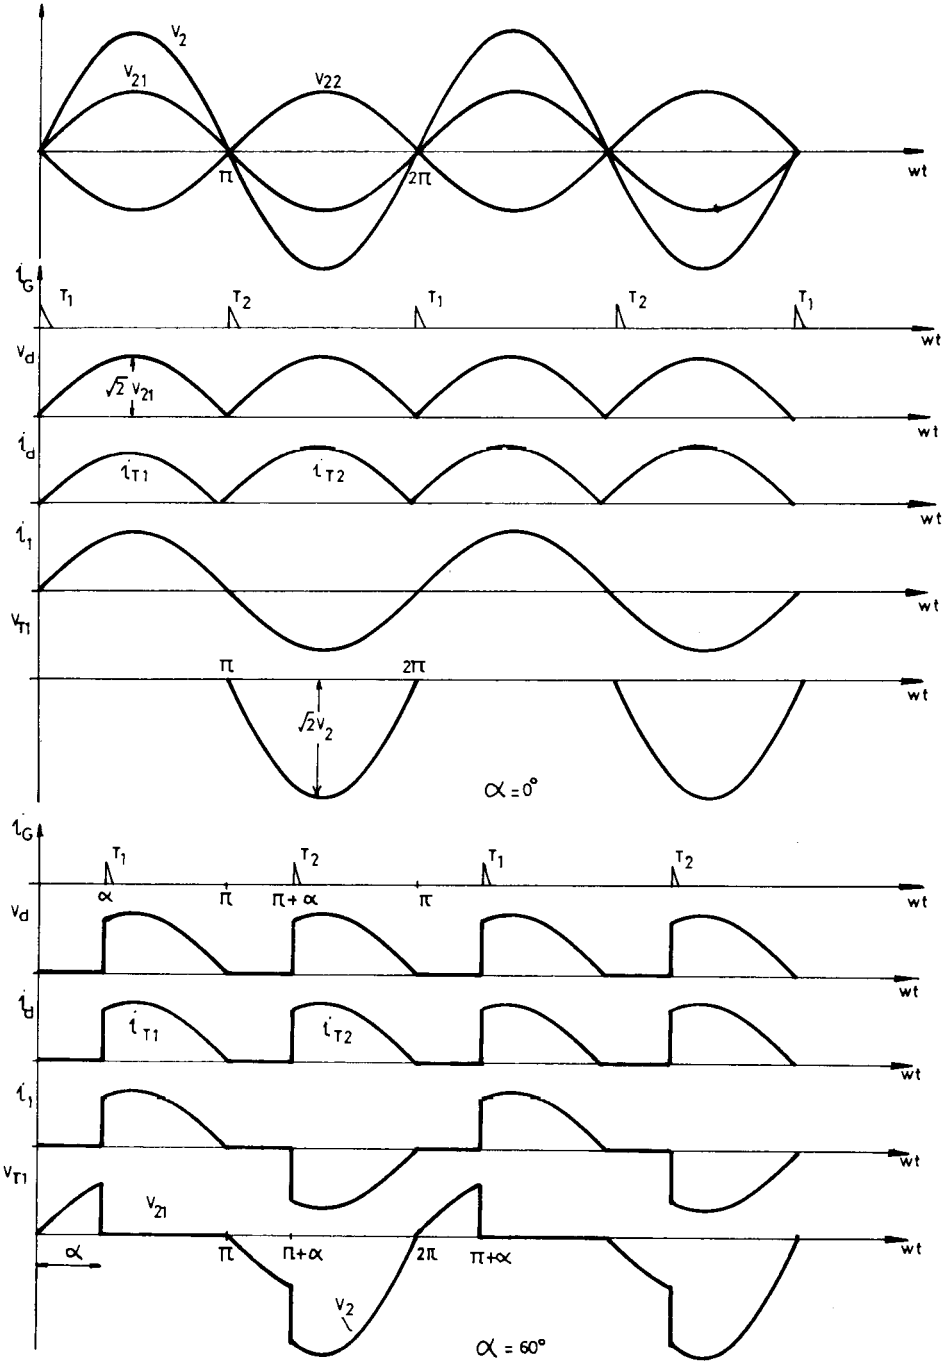 V2
V21 V22
π 2π wt
iG T1 T2 T1 T2 T1
wt
Vd √2 V21
wt
id iT1 iT2
wt
i1
wt
VT1 π 2π
wt
√2V2
α = 0°
iG T1 T2 T1 T2
α π π + α π wt
Vd
wt
id iT1 iT2
wt
i1
wt
VT1 V21
α π π+α 2π π+α wt
V2
α = 60°